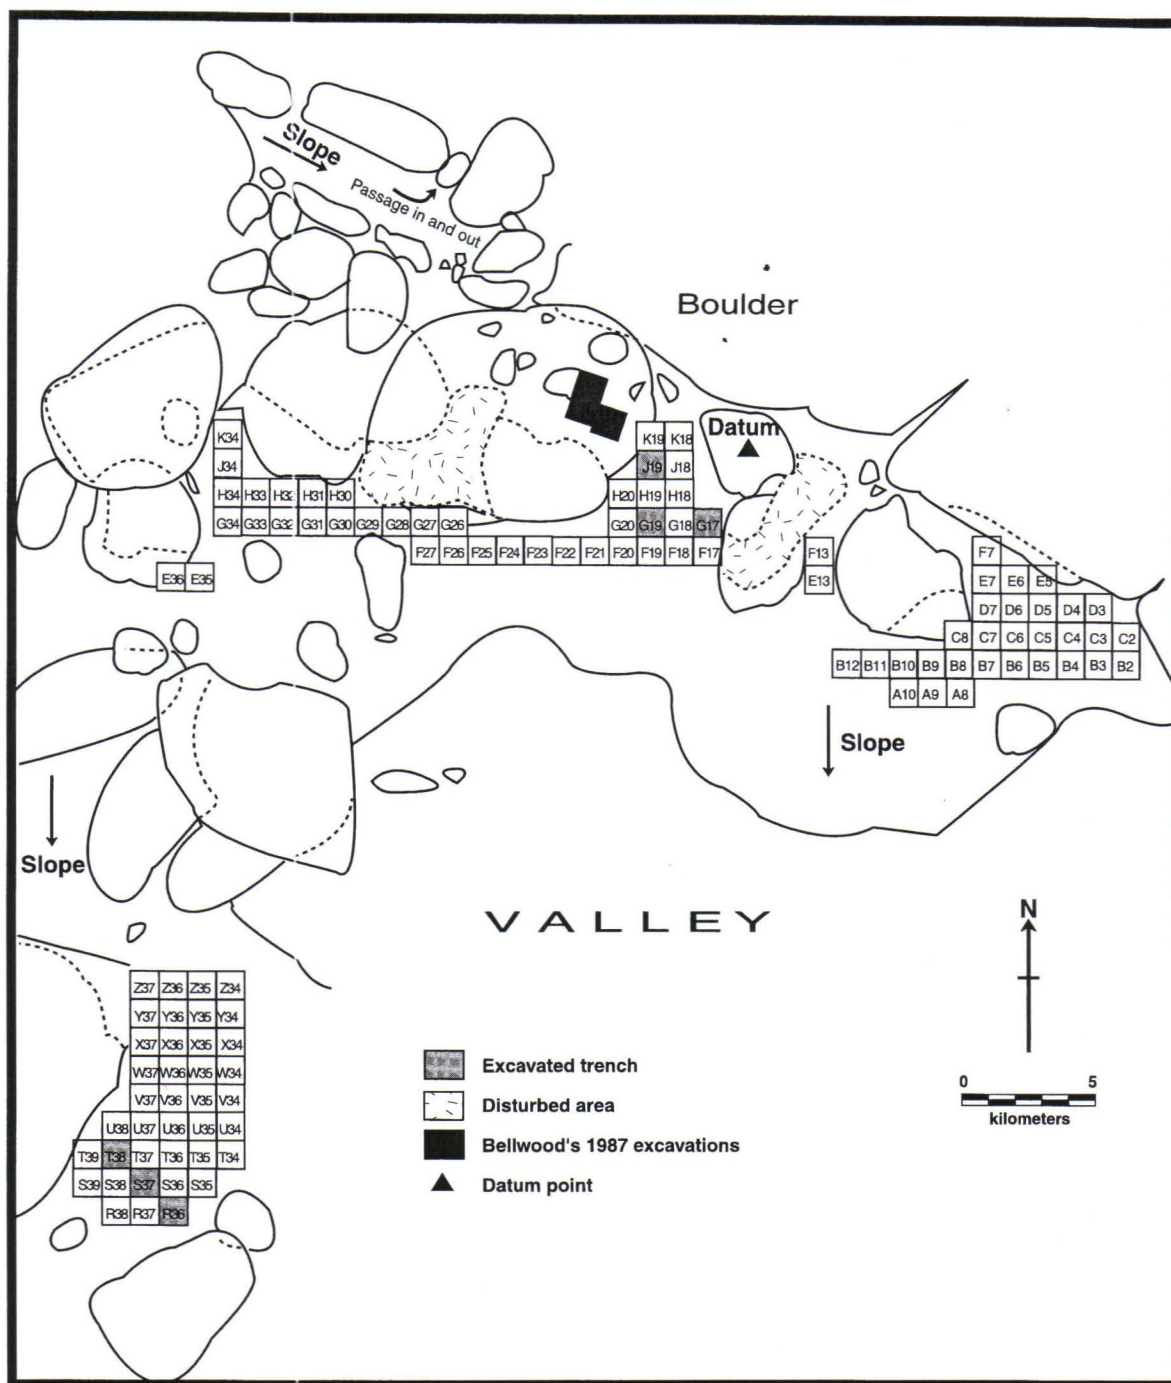 Slope
Passage in and out
Boulder
Datum
K34
K19 K18
J34
J19 J18
H34 H33 H32 H31 H30
H20 H19 H18
G34 G33 G32 G31 G30 G29 G28 G27 G26
G20 G19 G18 G17
F27 F26 F25 F24 F23 F22 F21 F20 F19 F18 F17
F13
F7
E36 E35
E13
E7 E6 E5
D7 D6 D5 D4 D3
C8 C7 C6 C5 C4 C3 C2
B12 B11 B10 B9 B8 B7 B6 B5 B4 B3 B2
A10 A9 A8
Slope
Slope
VALLEY
N
Z37 Z36 Z35 Z34
Y37 Y36 Y35 Y34
X37 X36 X35 X34
W37 W36 W35 W34
V37 V36 V35 V34
U38 U37 U36 U35 U34
T39 T38 T37 T36 T35 T34
S39 S38 S37 S36 S35
R38 R37 R36
Excavated trench
Disturbed area
Bellwood's 1987 excavations
Datum point
0 5
kilometers